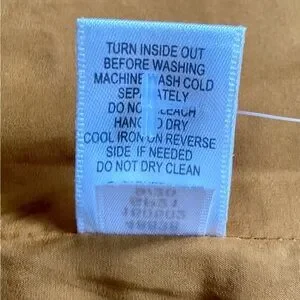 TURN INSIDE OUT
BEFORE WASHING
MACHINE WASH COLD
SEPARATELY
DO NOT BLEACH
HANG TO DRY
COOL IRON ON REVERSE
SIDE IF NEEDED
DO NOT DRY CLEAN